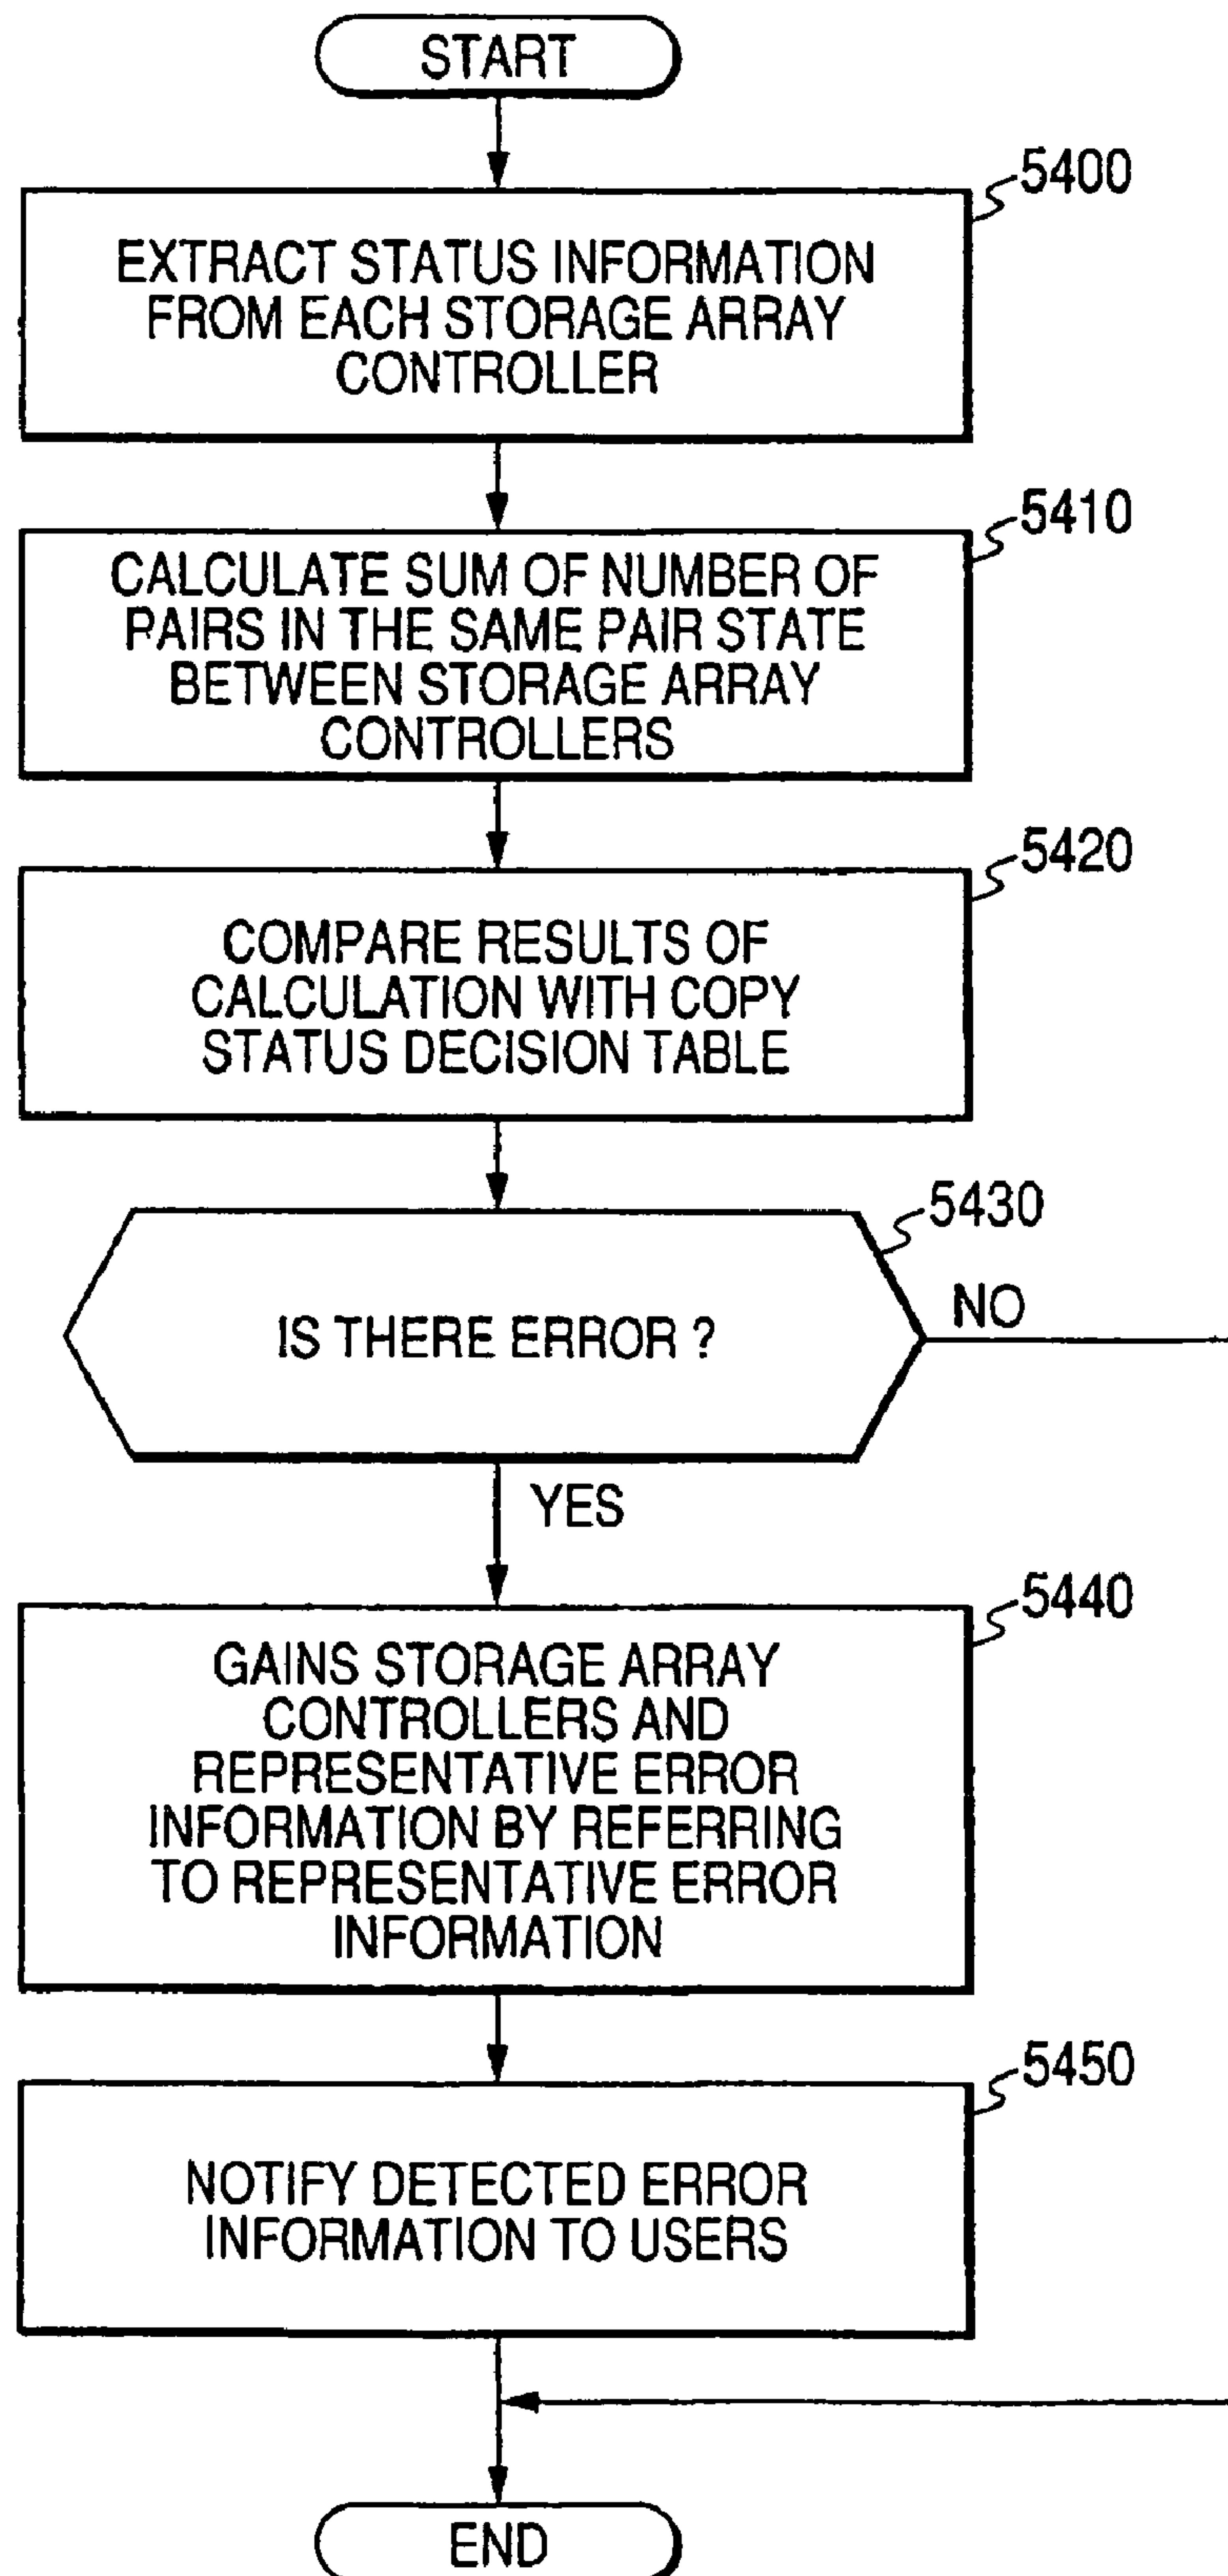 START
5400
EXTRACT STATUS INFORMATION
FROM EACH STORAGE ARRAY
CONTROLLER
5410
CALCULATE SUM OF NUMBER OF
PAIRS IN THE SAME PAIR STATE
BETWEEN STORAGE ARRAY
CONTROLLERS
5420
COMPARE RESULTS OF
CALCULATION WITH COPY
STATUS DECISION TABLE
5430
IS THERE ERROR ?
NO
YES
5440
GAINS STORAGE ARRAY
CONTROLLERS AND
REPRESENTATIVE ERROR
INFORMATION BY REFERRING
TO REPRESENTATIVE ERROR
INFORMATION
5450
NOTIFY DETECTED ERROR
INFORMATION TO USERS
END